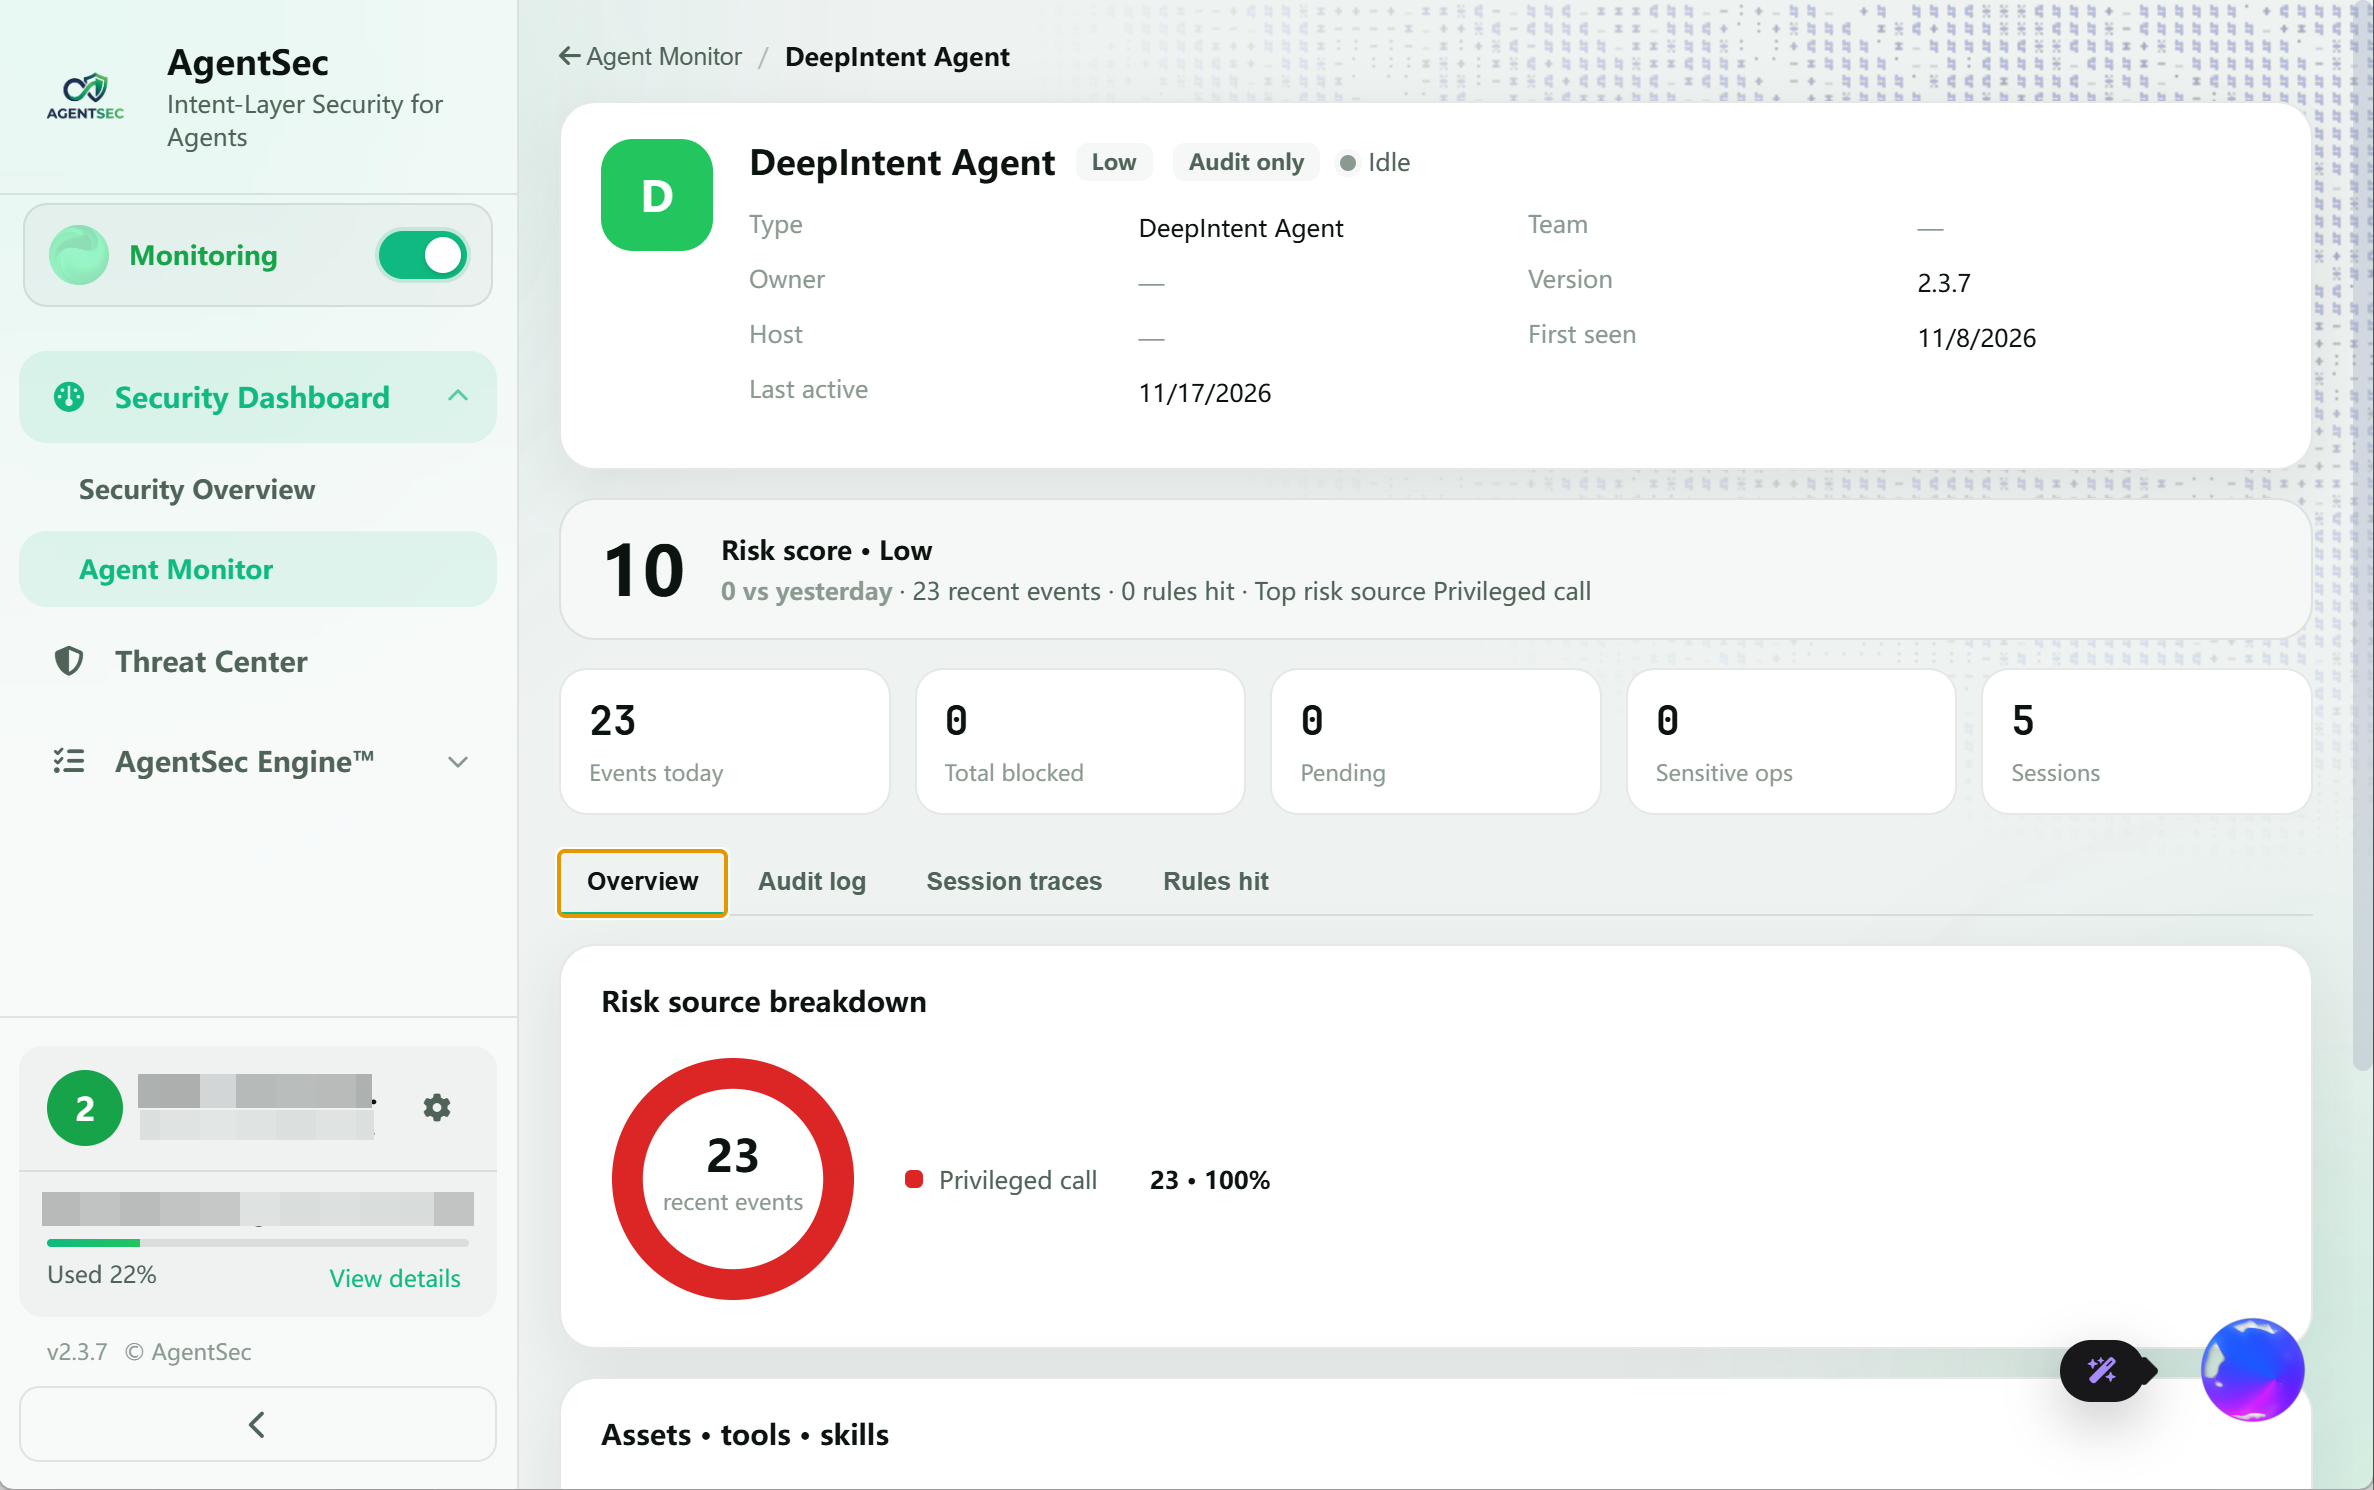 AgentSec
Intent-Layer Security for
Agents
AGENTSEC
Monitoring
Security Dashboard
Security Overview
Agent Monitor
Threat Center
AgentSec Engine™
2
Used 22%
View details
v2.3.7 © AgentSec
Agent Monitor / DeepIntent Agent
D
DeepIntent Agent Low Audit only Idle
Type DeepIntent Agent Team —
Owner — Version 2.3.7
Host — First seen 11/8/2026
Last active 11/17/2026
10
Risk score • Low
0 vs yesterday · 23 recent events · 0 rules hit · Top risk source Privileged call
23
Events today
0
Total blocked
0
Pending
0
Sensitive ops
5
Sessions
Overview Audit log Session traces Rules hit
Risk source breakdown
23
recent events
Privileged call 23 • 100%
Assets • tools • skills